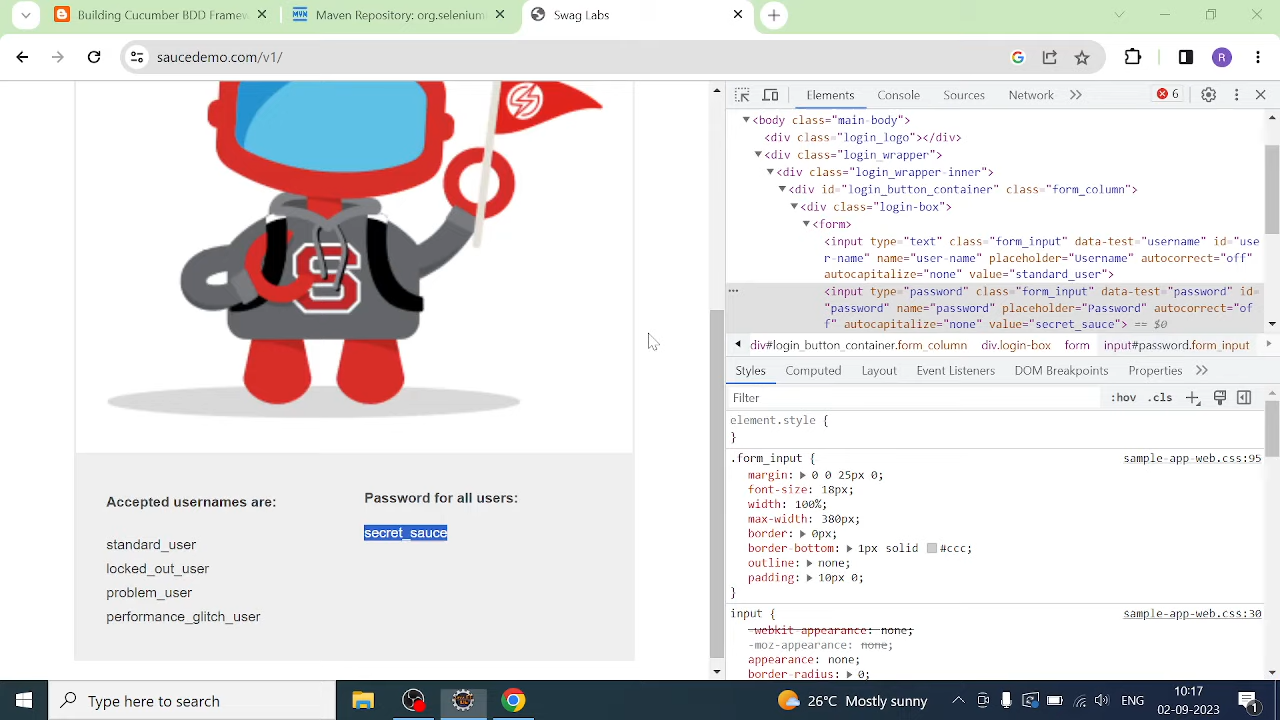 Building Cucumber BDD Framew
Maven Repository: org.selenium
Swag Labs
saucedemo.com/v1/
R
S
Accepted usernames are:
standard_user
locked_out_user
problem_user
performance_glitch_user
Password for all users:
secret_sauce
Elements
Console
Sources
Network
6
<body class="main-body">
<div class="login_logo"></div>
<div class="login_wrapper">
<div class="login_wrapper-inner">
<div id="login_button_container" class="form_column">
<div class="login-box">
<form>
<input type="text" class="form_input" data-test="username" id="use
r-name" name="user-name" placeholder="Username" autocorrect="off"
autocapitalize="none" value="standard_user">
<input type="password" class="form_input" data-test="password" id=
"password" name="password" placeholder="Password" autocorrect="of
f" autocapitalize="none" value="secret_sauce"> == $0
div#login_button_container.form_column div.login-box form input#password.form_input
Styles
Computed
Layout
Event Listeners
DOM Breakpoints
Properties
Filter
:hov .cls
element.style {
}
.form_input { sample-app-web.css:95
margin: 0 0 25px 0;
font-size: 18px;
width: 100%;
max-width: 380px;
border: 0px;
border-bottom: 1px solid #ccc;
outline: none;
padding: 10px 0;
}
input { sample-app-web.css:30
-webkit-appearance: none;
-moz-appearance: none;
appearance: none;
border-radius: 0;
Type here to search
26°C Mostly sunny
ENG
10:17
02-09-2023
1